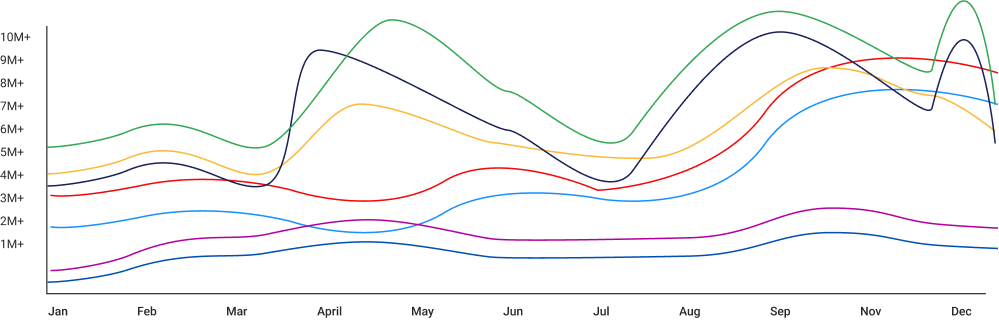 10M+
9M+
8M+
7M+
6M+
5M+
4M+
3M+
2M+
1M+
Jan Feb Mar April May Jun Jul Aug Sep Nov Dec